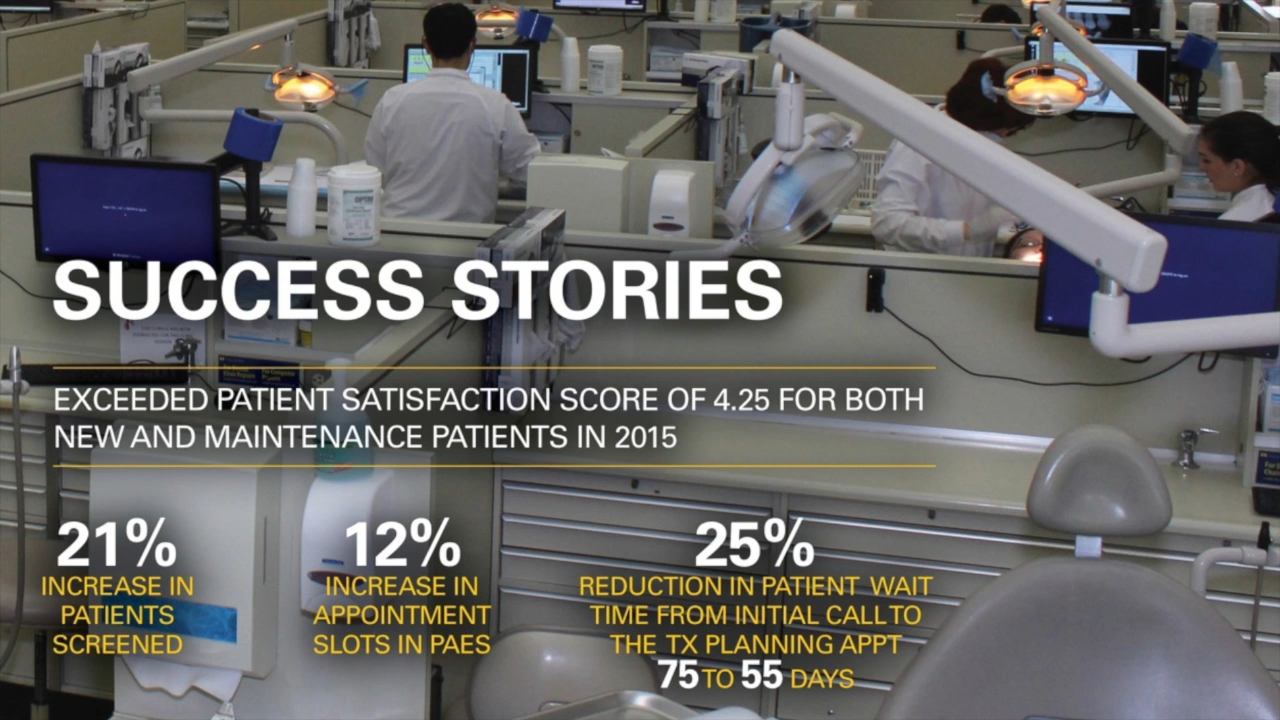 SUCCESS STORIES
EXCEEDED PATIENT SATISFACTION SCORE OF 4.25 FOR BOTH
NEW AND MAINTENANCE PATIENTS IN 2015
21%
INCREASE IN
PATIENTS
SCREENED
12%
INCREASE IN
APPOINTMENT
SLOTS IN PAES
25%
REDUCTION IN PATIENT WAIT
TIME FROM INITIAL CALL TO
THE TX PLANNING APPT
75 TO 55 DAYS